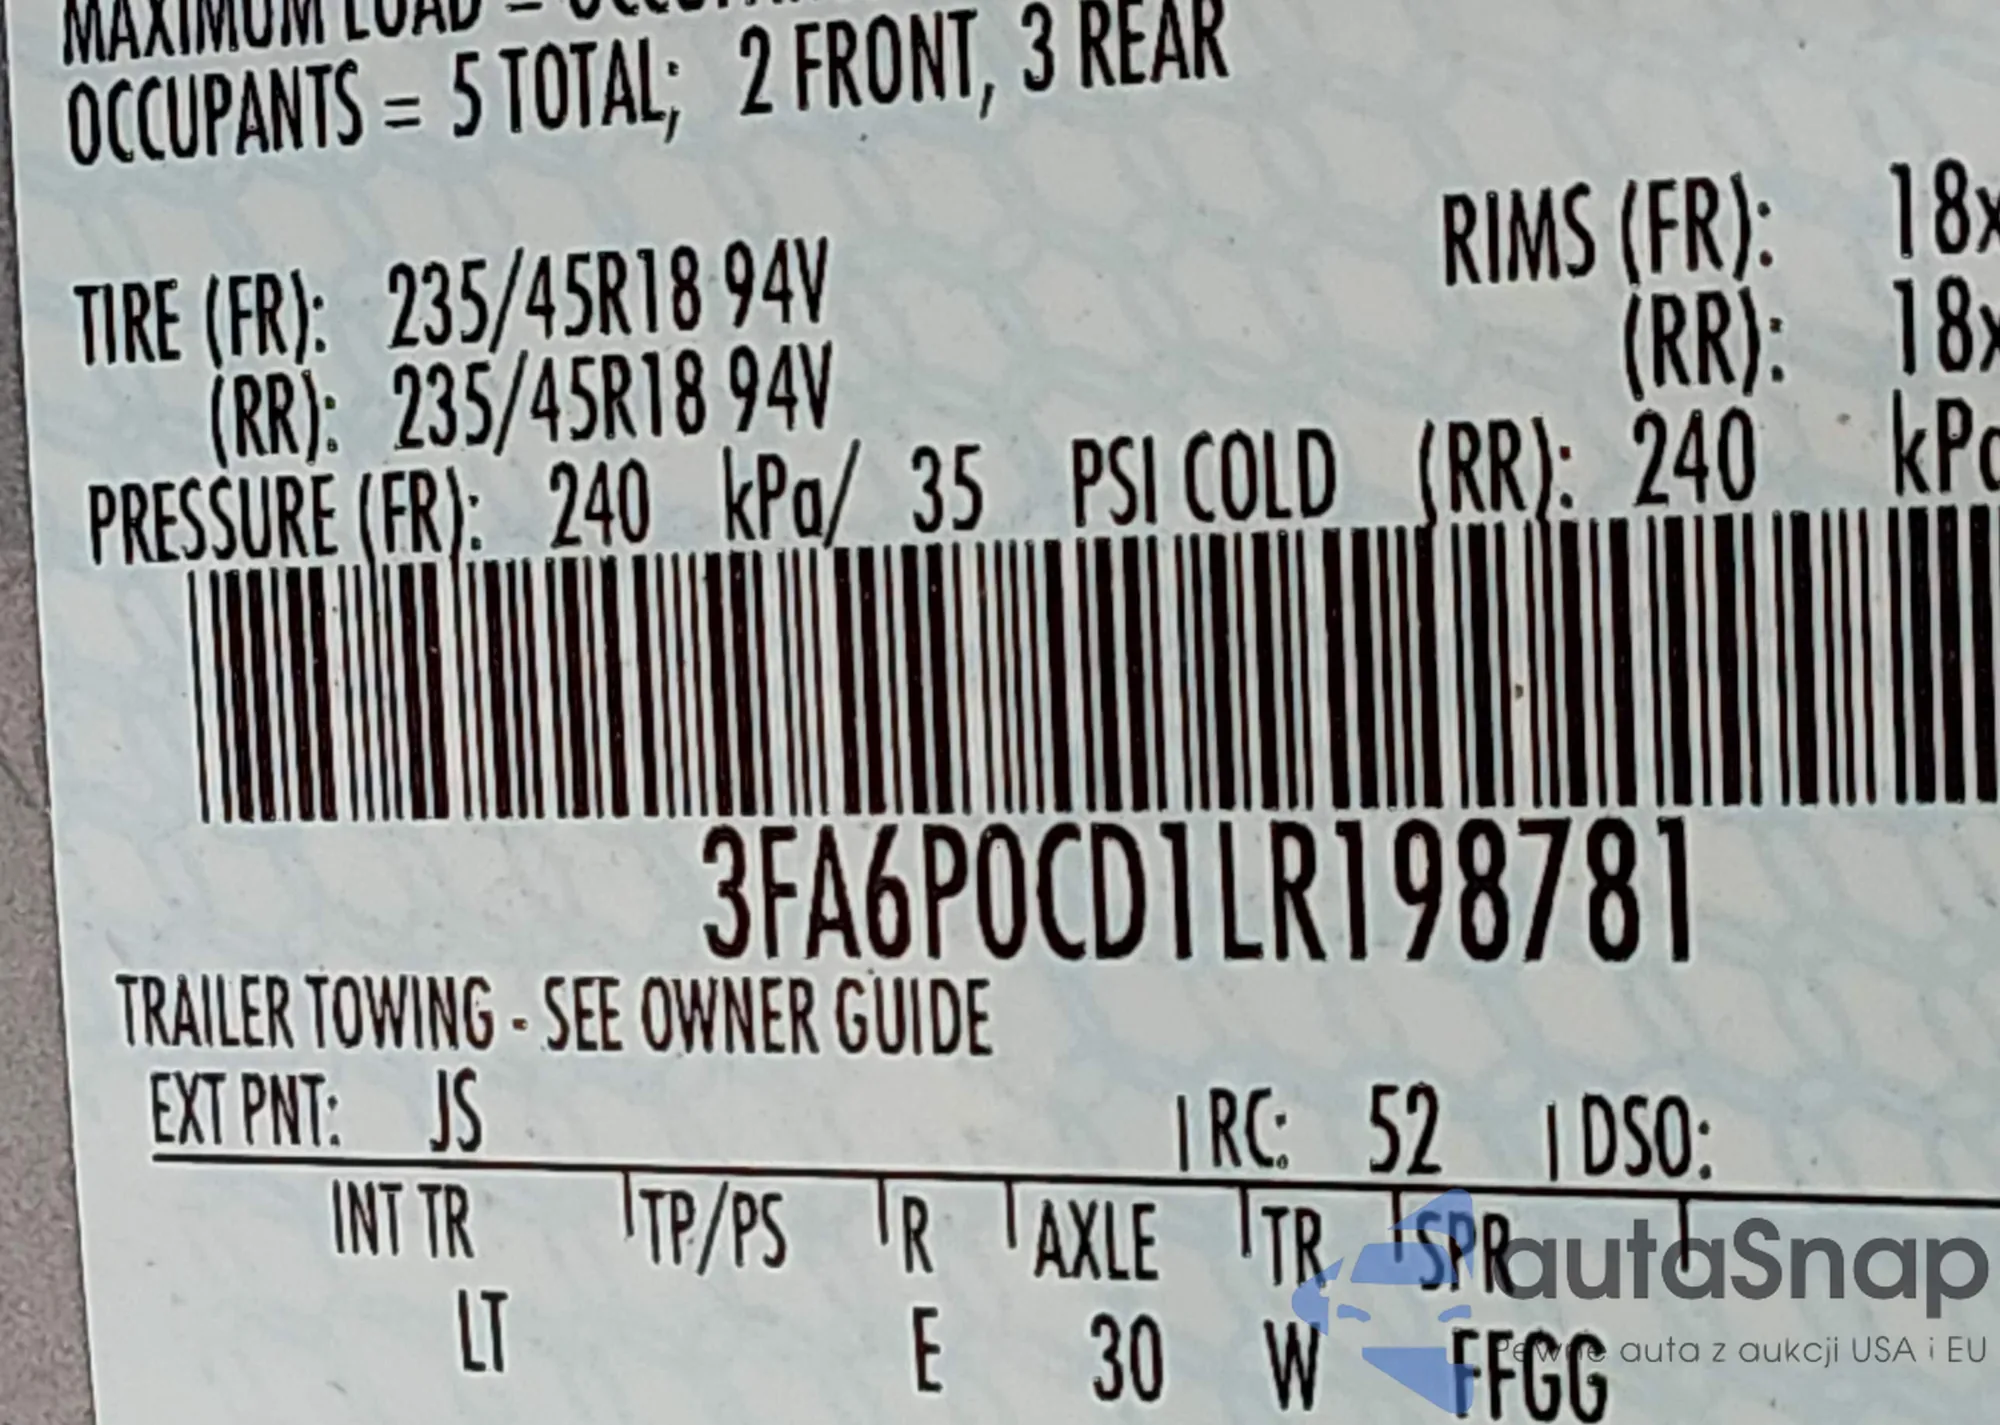 MAXIMUM LOAD =
OCCUPANTS = 5 TOTAL; 2 FRONT, 3 REAR
TIRE (FR): 235/45R18 94V RIMS (FR): 18x
(RR): 235/45R18 94V (RR): 18x
PRESSURE (FR): 240 kPa/ 35 PSI COLD (RR): 240 kPa
3FA6P0CD1LR198781
TRAILER TOWING - SEE OWNER GUIDE
EXT PNT: JS | RC: 52 | DSO:
INT TR | TP/PS | R | AXLE | TR | SPR |
LT E 30 W FFGG
autaSnap
Pewne auta z aukcji USA i EU